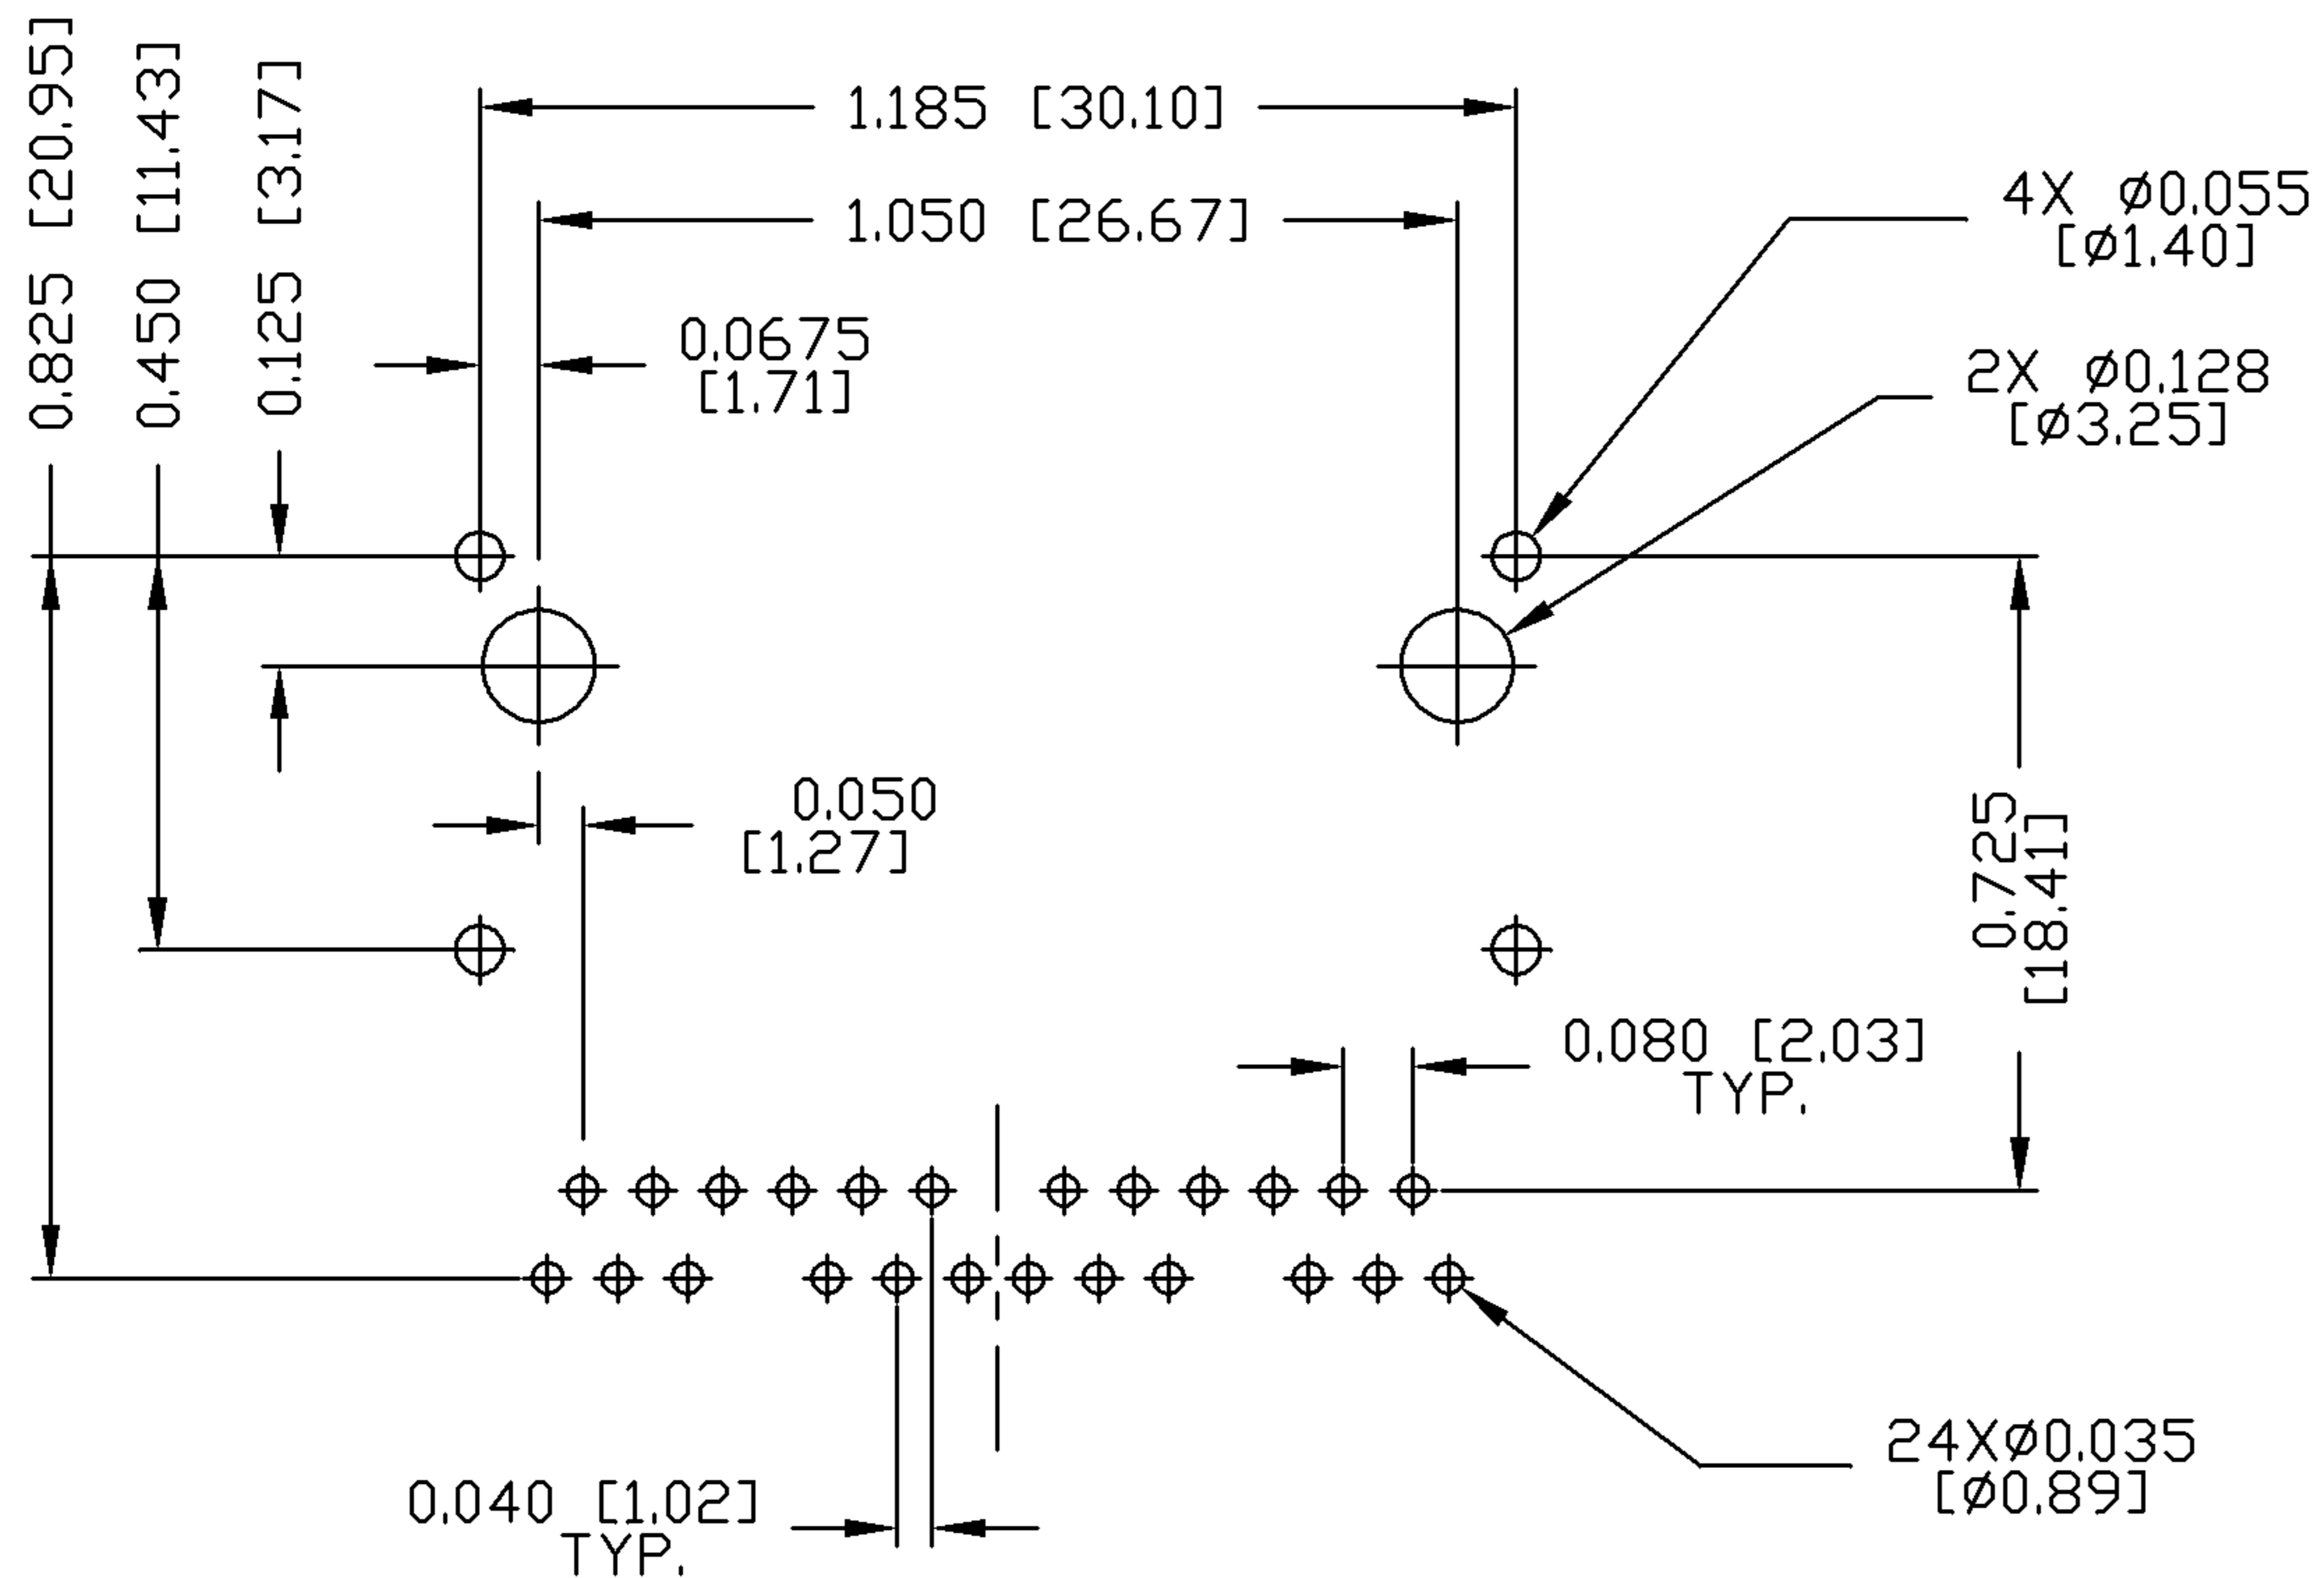 0.825 [20.95]
0.450 [11.43]
0.125 [3.17]
1.185 [30.10]
1.050 [26.67]
0.0675
[1.71]
4X ø0.055
[ø1.40]
2X ø0.128
[ø3.25]
0.050
[1.27]
0.725
[18.41]
0.080 [2.03]
TYP.
24Xø0.035
[ø0.89]
0.040 [1.02]
TYP.